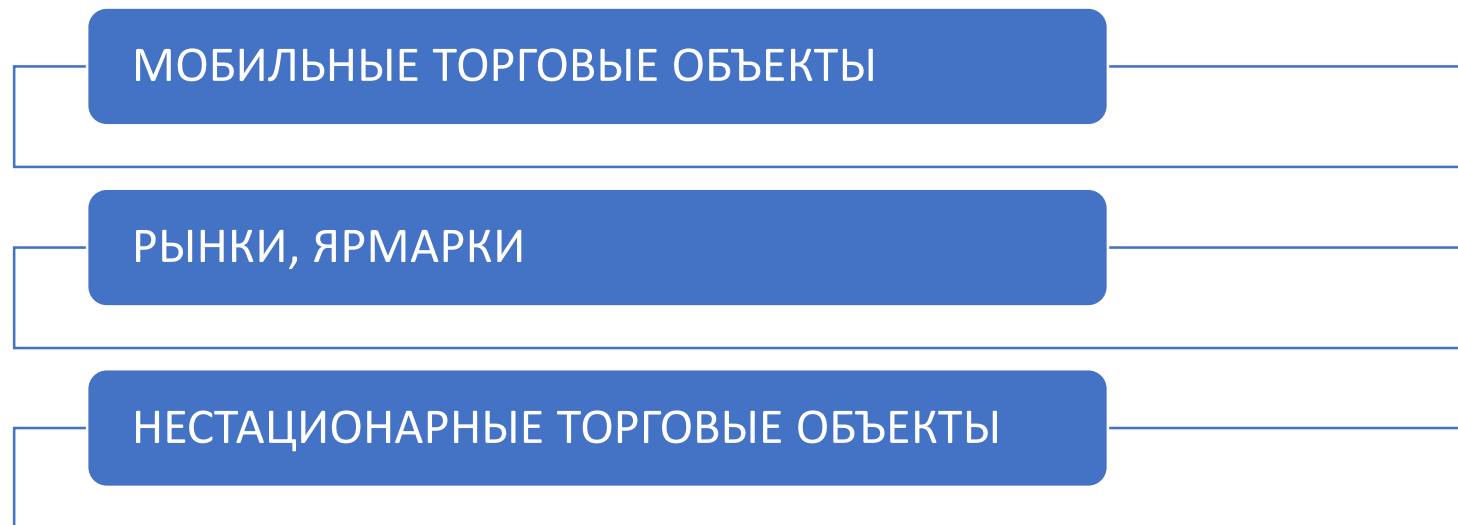 МОБИЛЬНЫЕ ТОРГОВЫЕ ОБЪЕКТЫ
РЫНКИ, ЯРМАРКИ
НЕСТАЦИОНАРНЫЕ ТОРГОВЫЕ ОБЪЕКТЫ